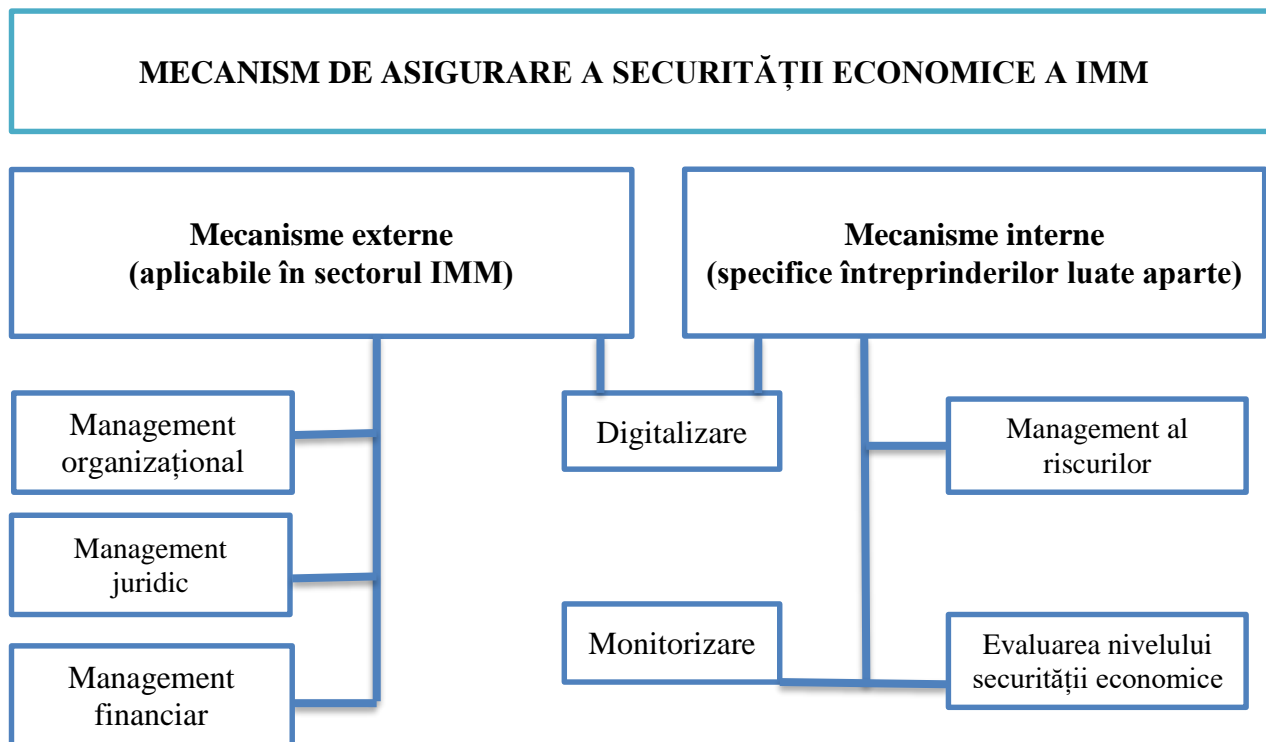 MECANISM DE ASIGURARE A SECURITĂȚII ECONOMICE A IMM
Mecanisme externe
(aplicabile în sectorul IMM)
Mecanisme interne
(specifice întreprinderilor luate aparte)
Management
organizațional
Digitalizare
Management al
riscurilor
Management
juridic
Monitorizare
Evaluarea nivelului
securității economice
Management
financiar